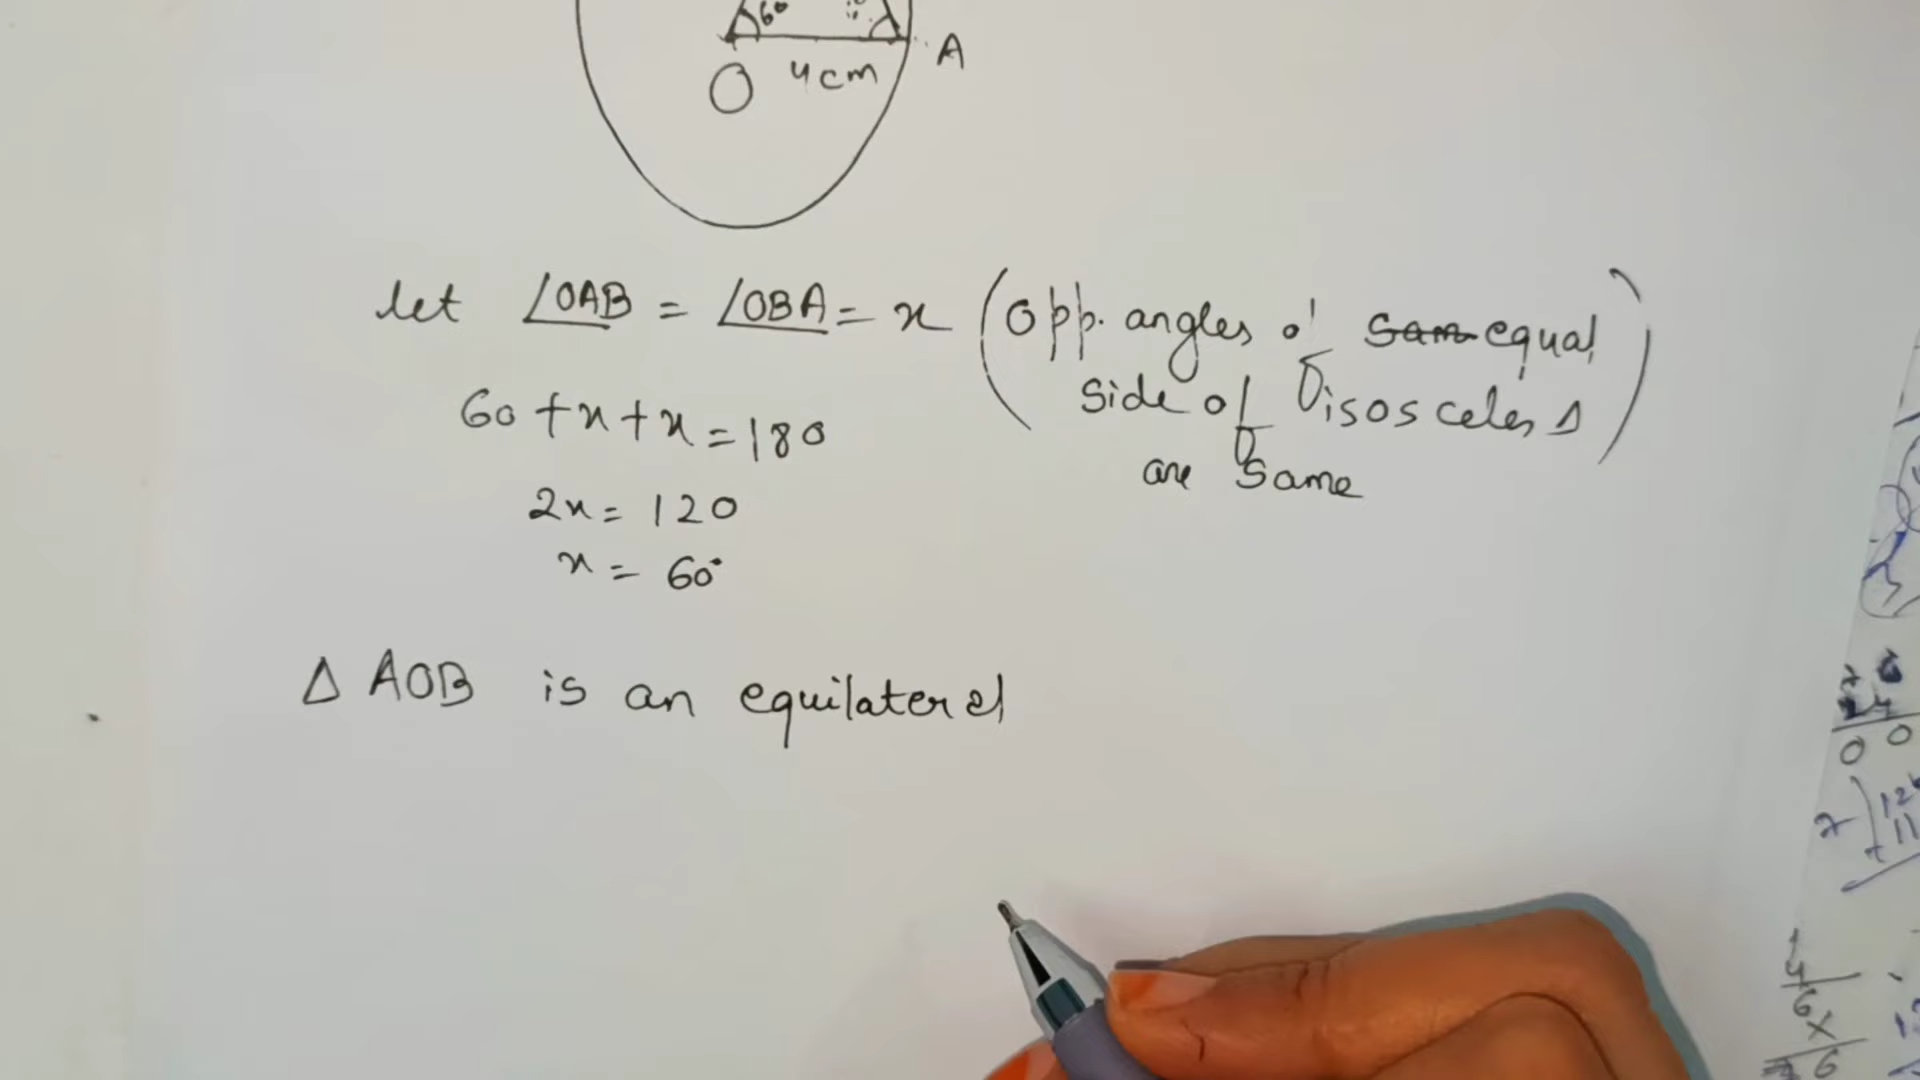 60
O 4cm A
let ∠OAB = ∠OBA = x (Opp. angles of equal
side of isosceles Δ
are same)
60 + x + x = 180
2x = 120
x = 60°
Δ AOB is an equilateral